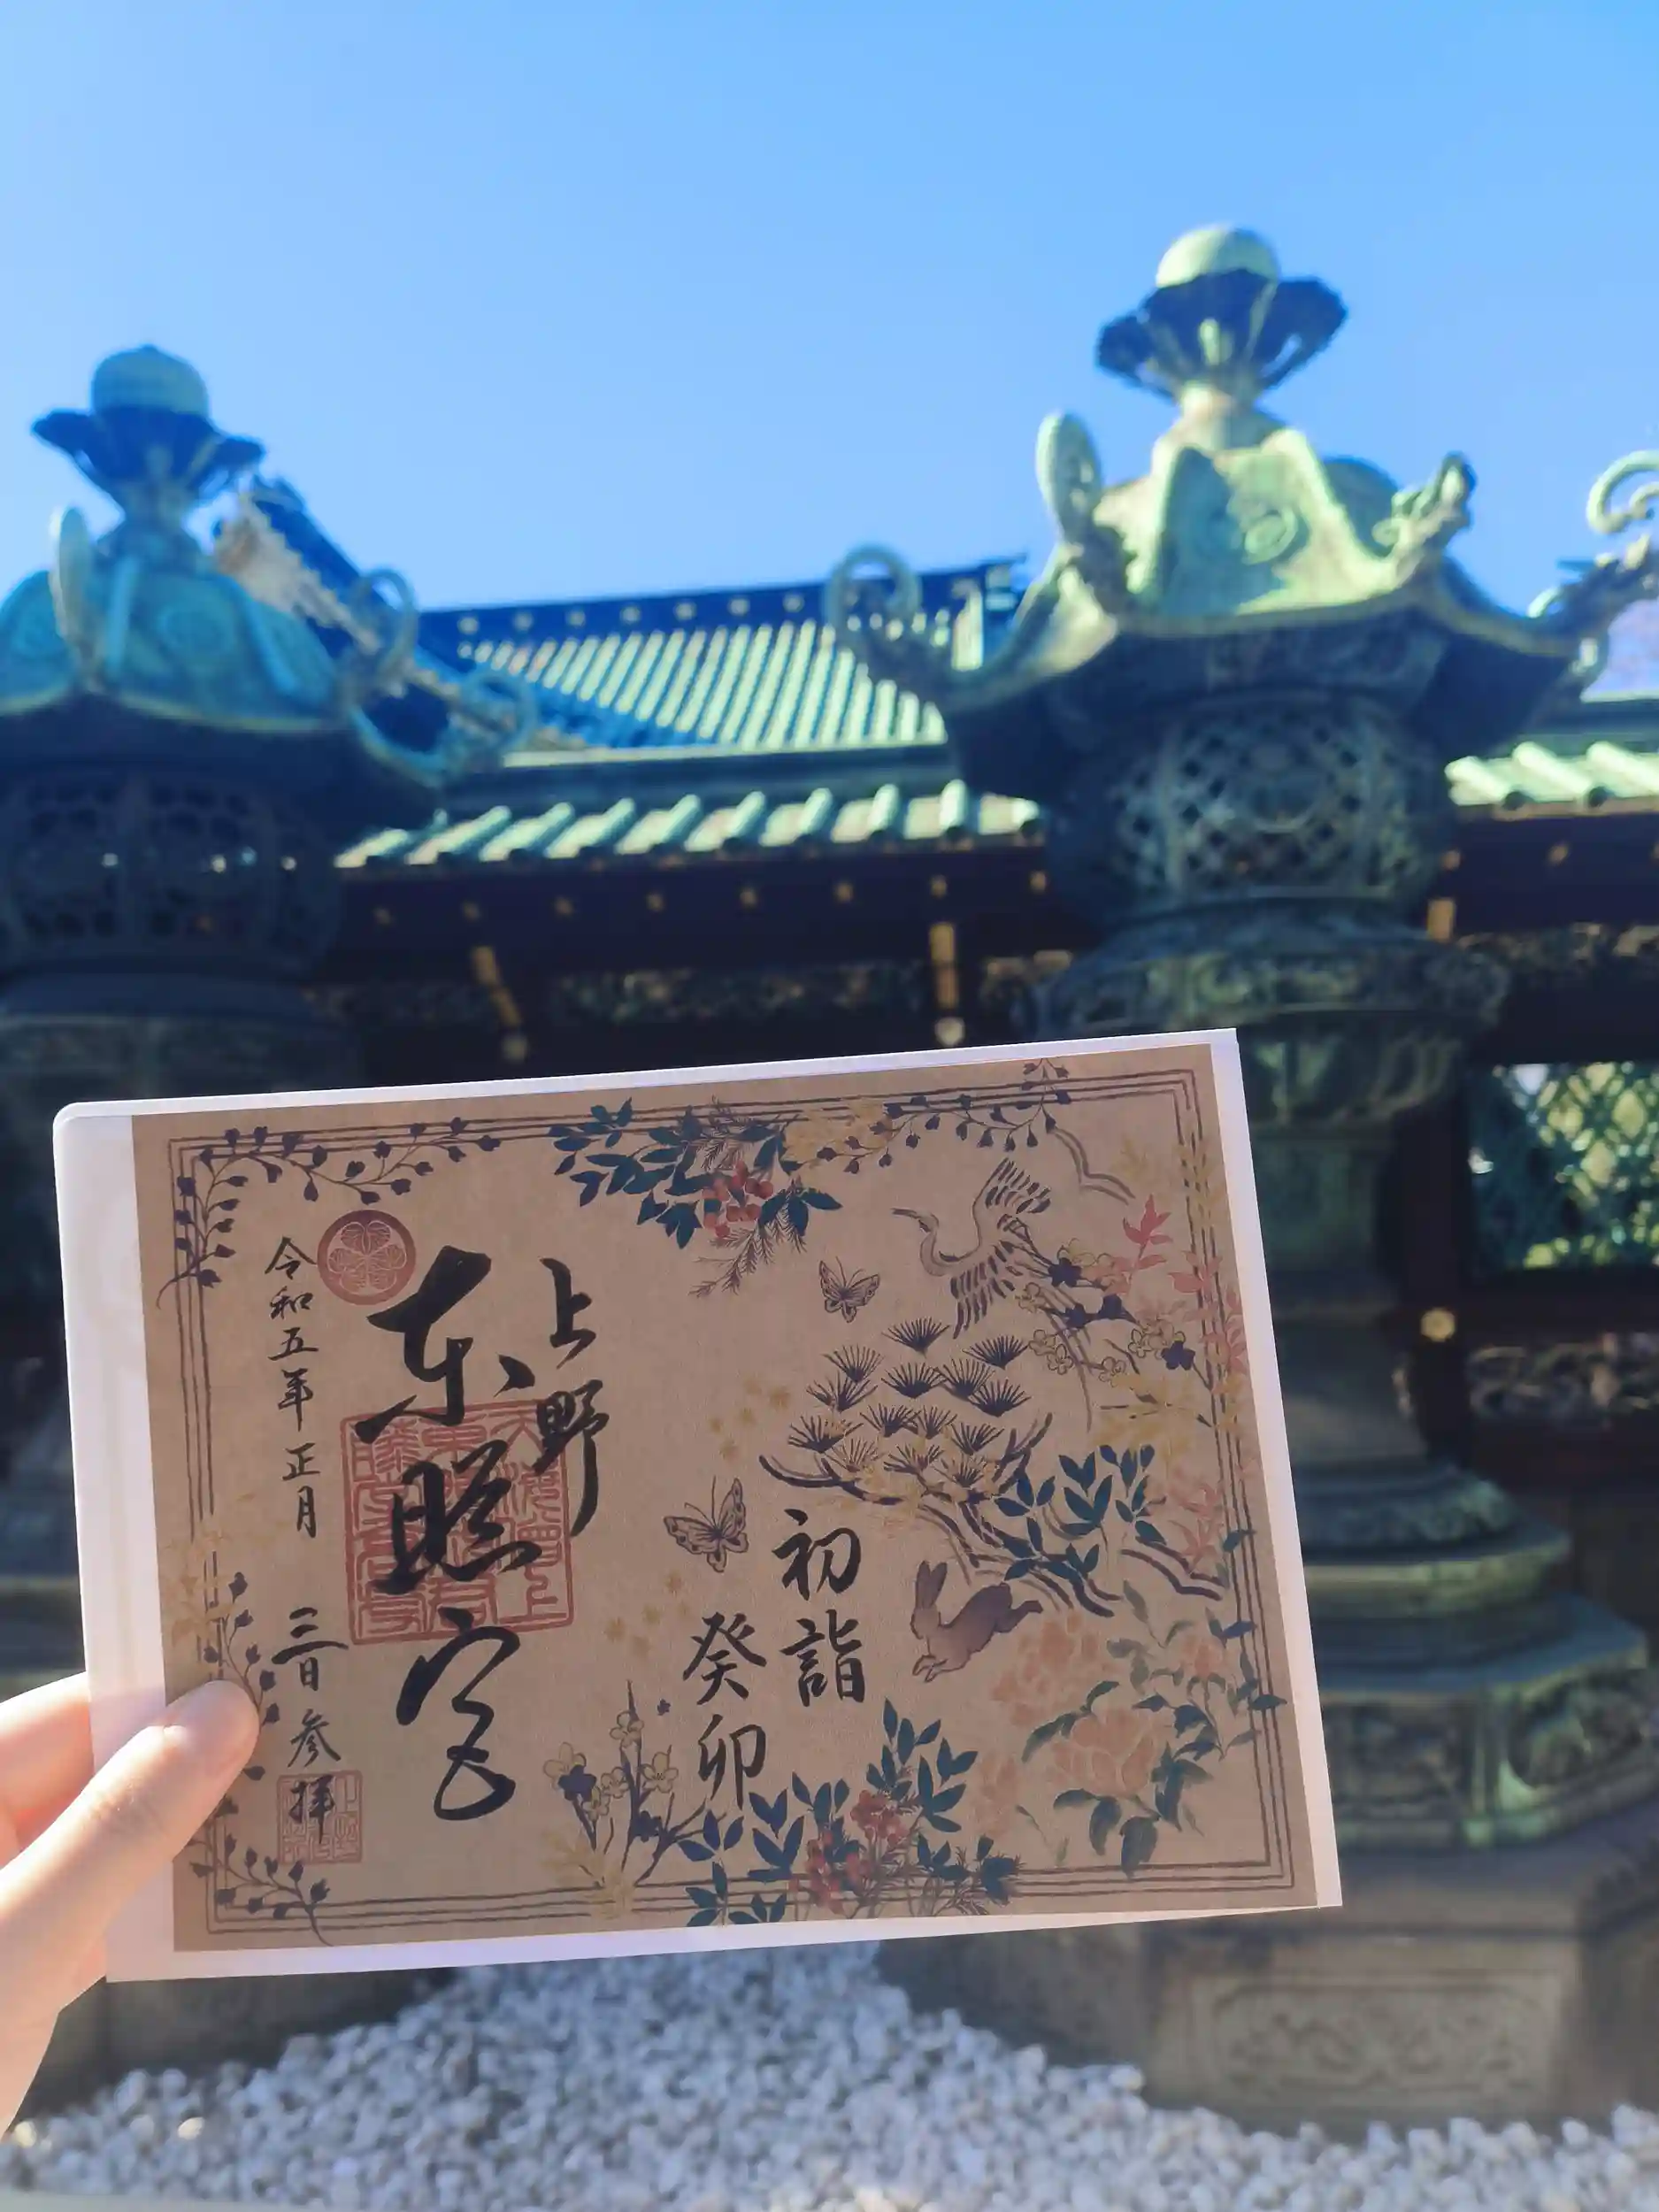 初詣
癸卯
上野
東照宮
令和五年正月三日参拝